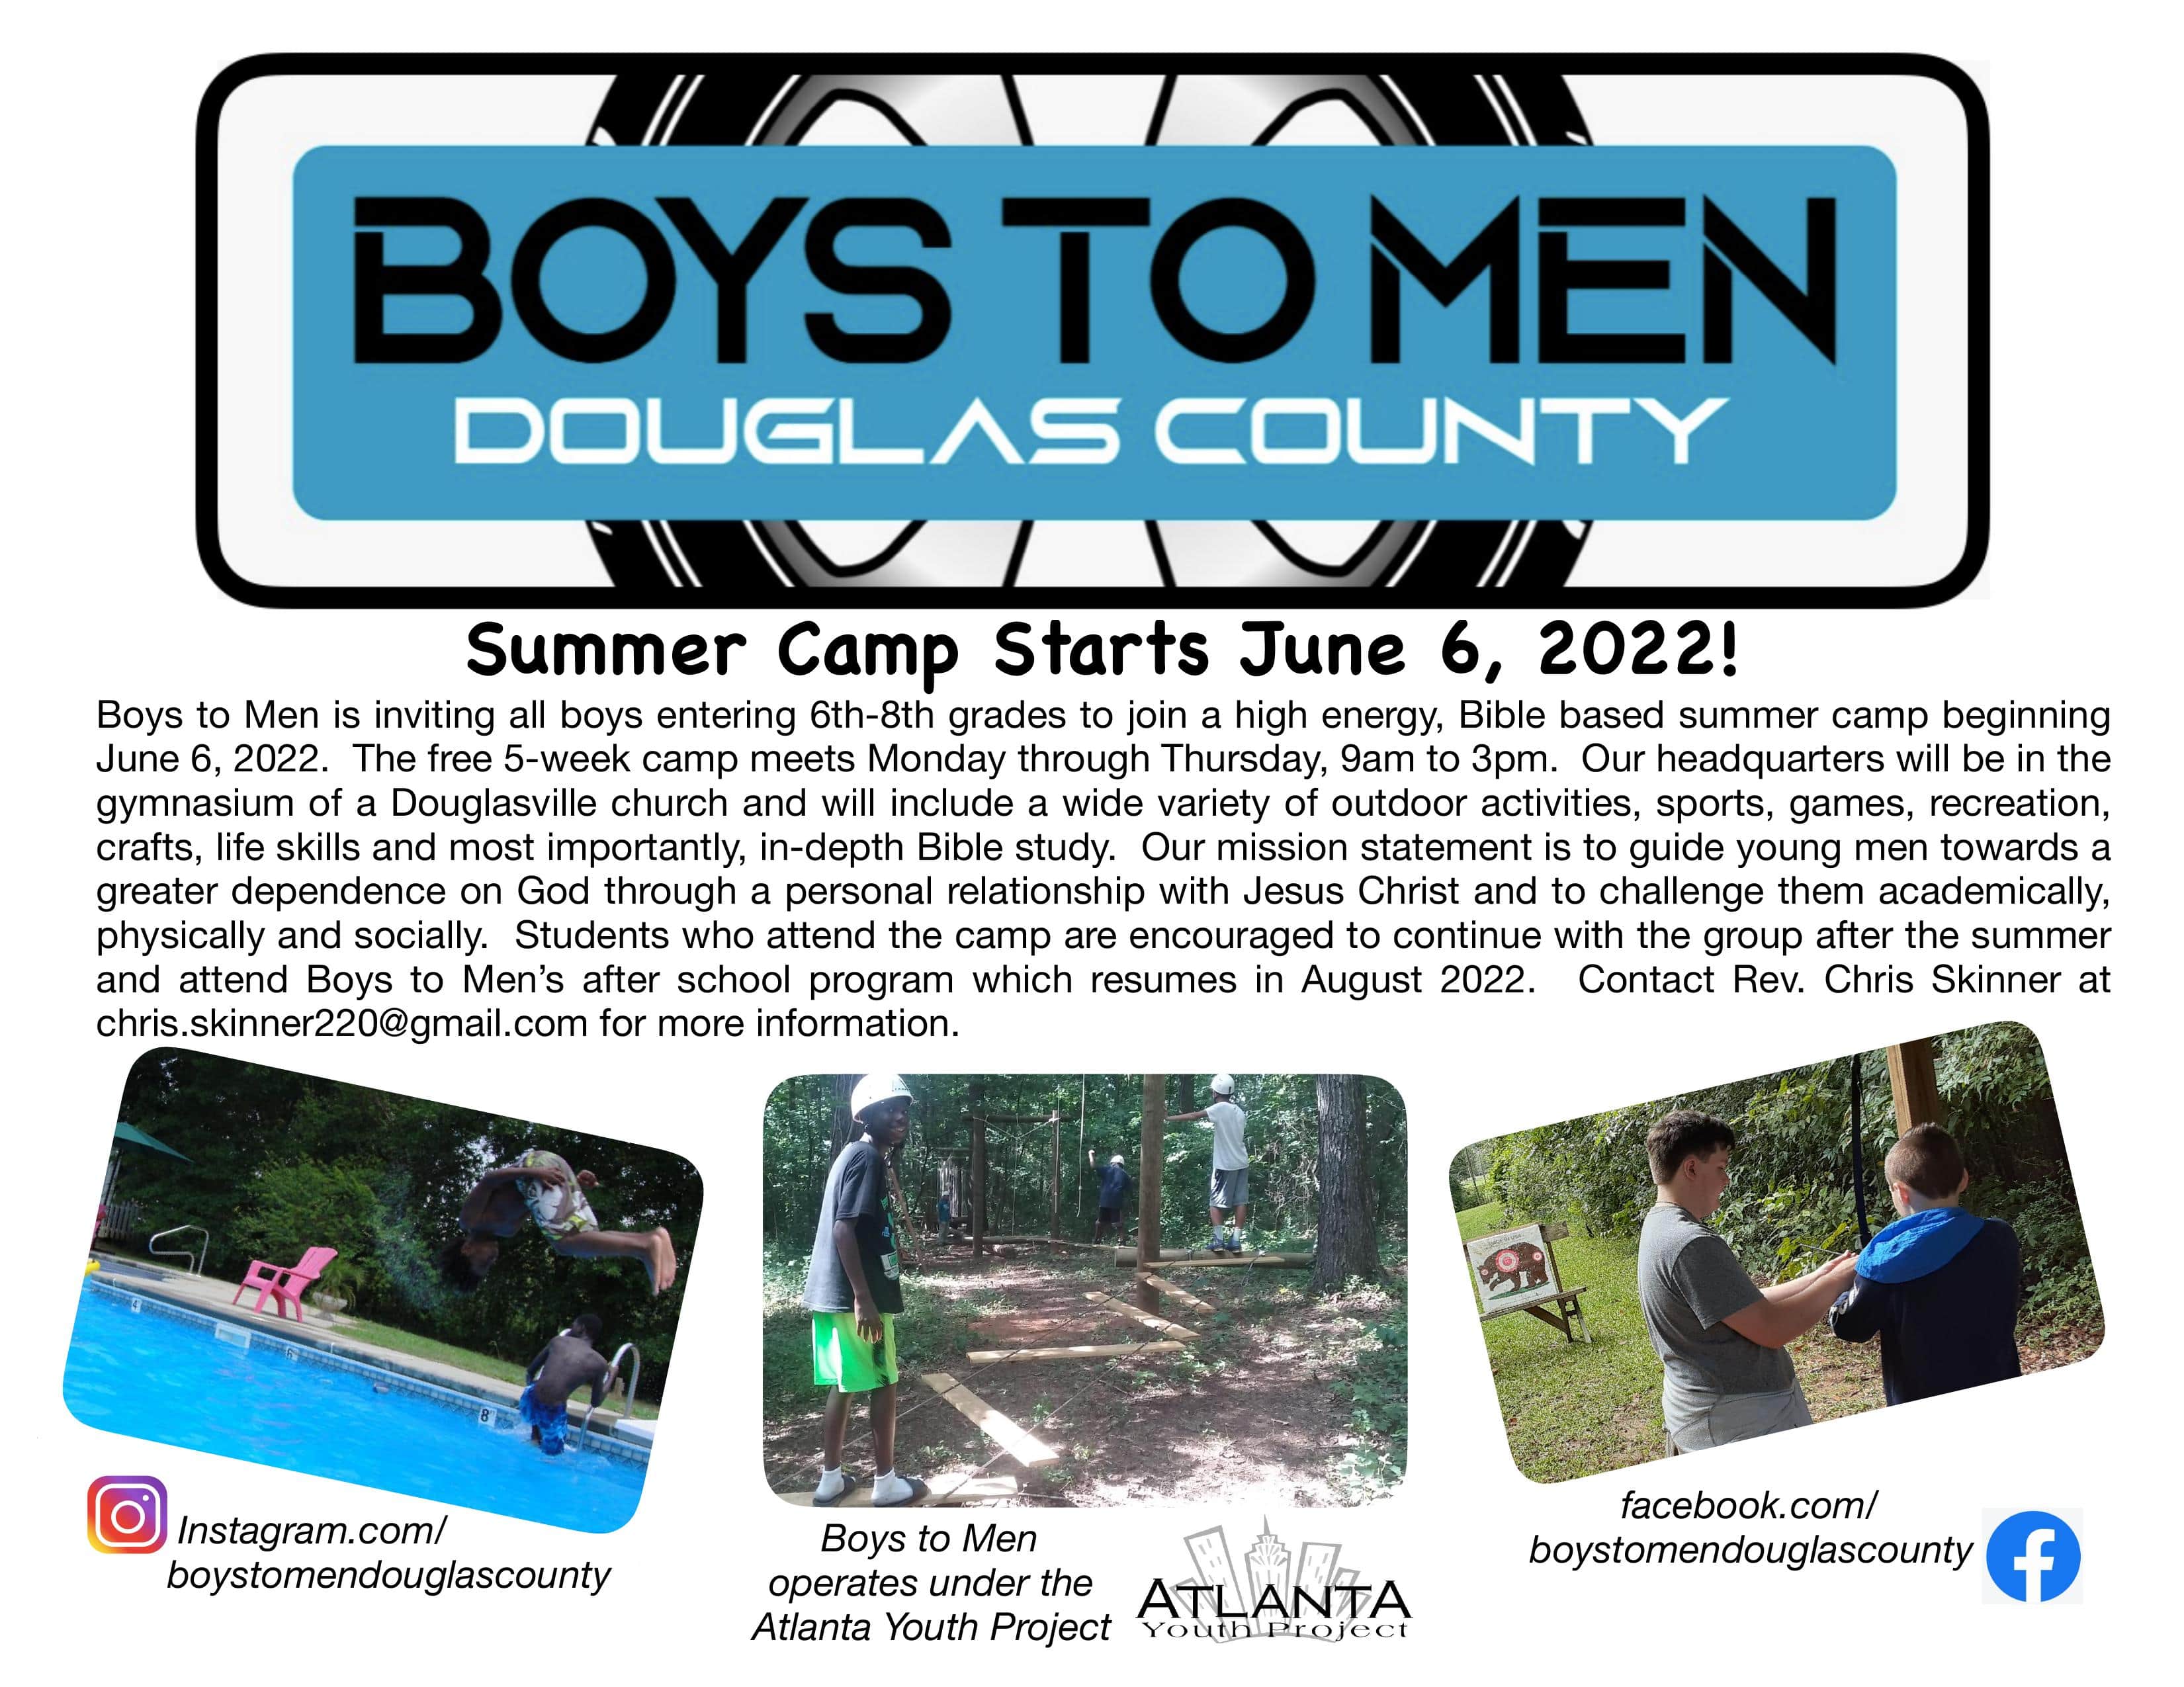 BOYS TO MEN
DOUGLAS COUNTY
Summer Camp Starts June 6, 2022!
Boys to Men is inviting all boys entering 6th-8th grades to join a high energy, Bible based summer camp beginning
June 6, 2022. The free 5-week camp meets Monday through Thursday, 9am to 3pm. Our headquarters will be in the
gymnasium of a Douglasville church and will include a wide variety of outdoor activities, sports, games, recreation,
crafts, life skills and most importantly, in-depth Bible study. Our mission statement is to guide young men towards a
greater dependence on God through a personal relationship with Jesus Christ and to challenge them academically,
physically and socially. Students who attend the camp are encouraged to continue with the group after the summer
and attend Boys to Men’s after school program which resumes in August 2022. Contact Rev. Chris Skinner at
chris.skinner220@gmail.com for more information.
4
6
8
Instagram.com/
boystomendouglascounty
Boys to Men
operates under the
Atlanta Youth Project
ATLANTA
Youth Project
facebook.com/
boystomendouglascounty